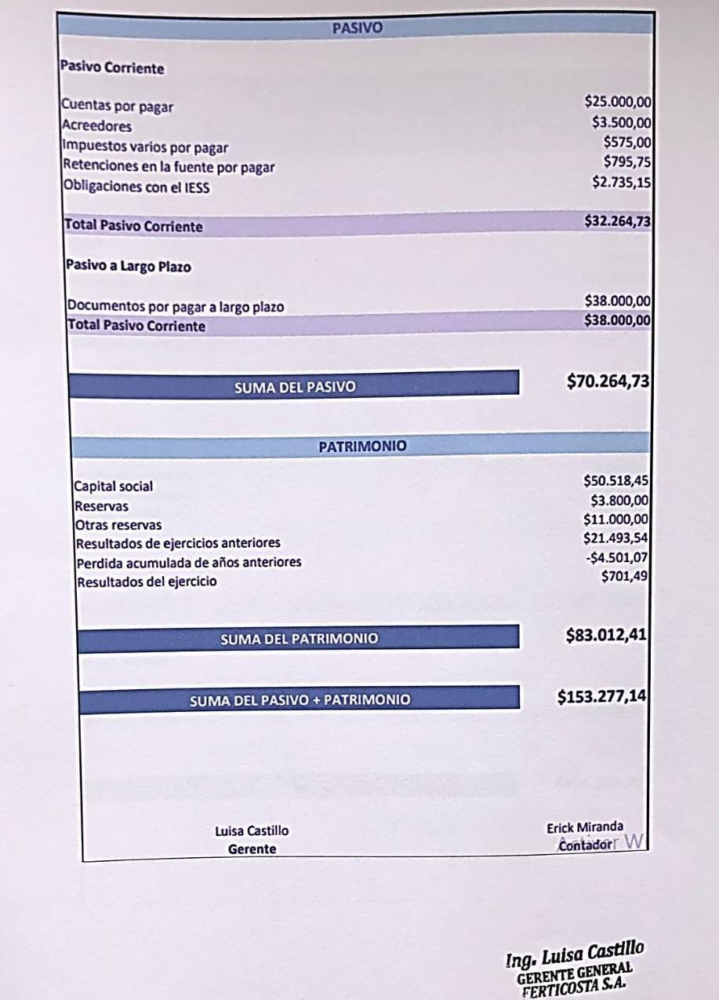 PASIVO
Pasivo Corriente
Cuentas por pagar $25.000,00
Acreedores $3.500,00
Impuestos varios por pagar $575,00
Retenciones en la fuente por pagar $795,75
Obligaciones con el IESS $2.735,15
Total Pasivo Corriente $32.264,73
Pasivo a Largo Plazo
Documentos por pagar a largo plazo $38.000,00
Total Pasivo Corriente $38.000,00
SUMA DEL PASIVO $70.264,73
PATRIMONIO
Capital social $50.518,45
Reservas $3.800,00
Otras reservas $11.000,00
Resultados de ejercicios anteriores $21.493,54
Perdida acumulada de años anteriores -$4.501,07
Resultados del ejercicio $701,49
SUMA DEL PATRIMONIO $83.012,41
SUMA DEL PASIVO + PATRIMONIO $153.277,14
Luisa Castillo Erick Miranda
Gerente Contador W
Ing. Luisa Castillo
GERENTE GENERAL
FERTICOSTA S.A.